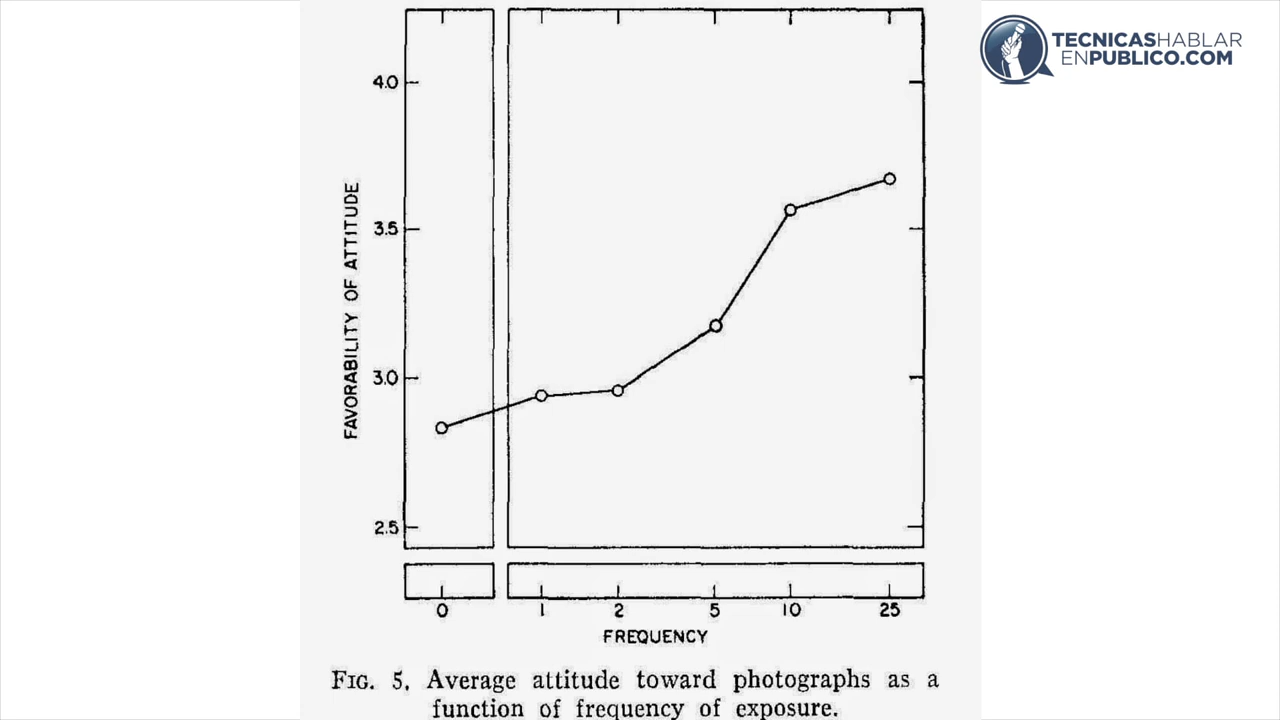 TECNICASHABLAR
ENPUBLICO.COM
4.0
3.5
3.0
2.5
FAVORABILITY OF ATTITUDE
0 1 2 5 10 25
FREQUENCY
FIG. 5. Average attitude toward photographs as a
function of frequency of exposure.